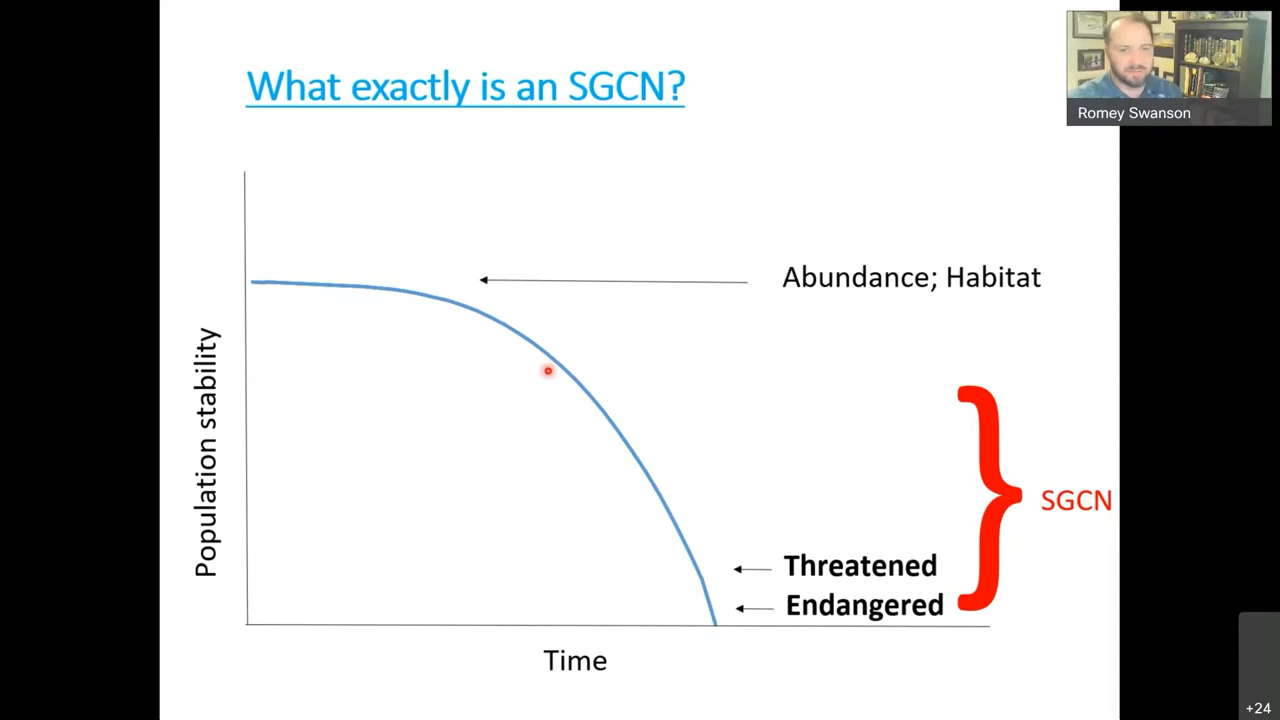 What exactly is an SGCN?
Romey Swanson
Abundance; Habitat
Population stability
SGCN
Threatened
Endangered
Time
+24